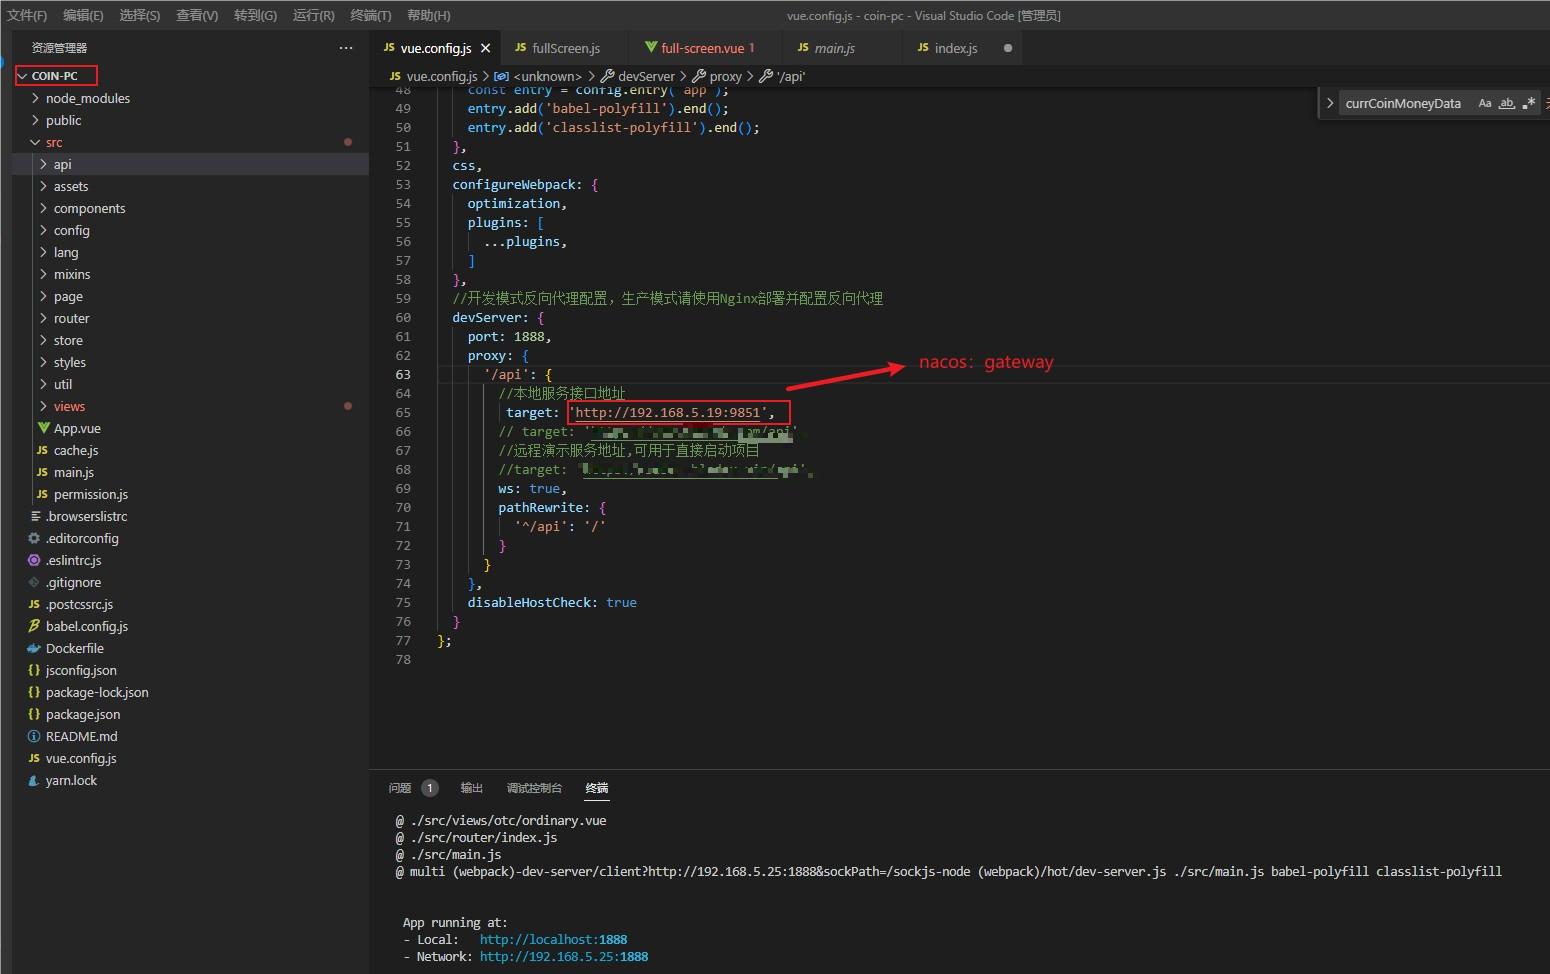 文件(F) 编辑(E) 选择(S) 查看(V) 转到(G) 运行(R) 终端(T) 帮助(H)
vue.config.js - coin-pc - Visual Studio Code [管理员]
资源管理器 ···
COIN-PC
node_modules
public
src
api
assets
components
config
lang
mixins
page
router
store
styles
util
views
App.vue
JS cache.js
JS main.js
JS permission.js
.browserslistrc
.editorconfig
.eslintrc.js
.gitignore
JS .postcssrc.js
babel.config.js
Dockerfile
{} jsconfig.json
{} package-lock.json
{} package.json
README.md
JS vue.config.js
yarn.lock
JS vue.config.js × JS fullScreen.js full-screen.vue 1 JS main.js JS index.js ●
JS vue.config.js > <unknown> > devServer > proxy > '/api'
currCoinMoneyData Aa ab .*
48 const entry = config.entry('app');
49 entry.add('babel-polyfill').end();
50 entry.add('classlist-polyfill').end();
51 },
52 css,
53 configureWebpack: {
54 optimization,
55 plugins: [
56 ...plugins,
57 ]
58 },
59 //开发模式反向代理配置，生产模式请使用Nginx部署并配置反向代理
60 devServer: {
61 port: 1888,
62 proxy: {
63 '/api': {
64 //本地服务接口地址
65 target: 'http://192.168.5.19:9851',
66 // target: 'om/api'
67 //远程演示服务地址,可用于直接启动项目
68 //target:
69 ws: true,
70 pathRewrite: {
71 '^/api': '/'
72 }
73 }
74 },
75 disableHostCheck: true
76 }
77 };
78
nacos：gateway
问题 1 输出 调试控制台 终端
@ ./src/views/otc/ordinary.vue
@ ./src/router/index.js
@ ./src/main.js
@ multi (webpack)-dev-server/client?http://192.168.5.25:1888&sockPath=/sockjs-node (webpack)/hot/dev-server.js ./src/main.js babel-polyfill classlist-polyfill
App running at:
- Local: http://localhost:1888
- Network: http://192.168.5.25:1888